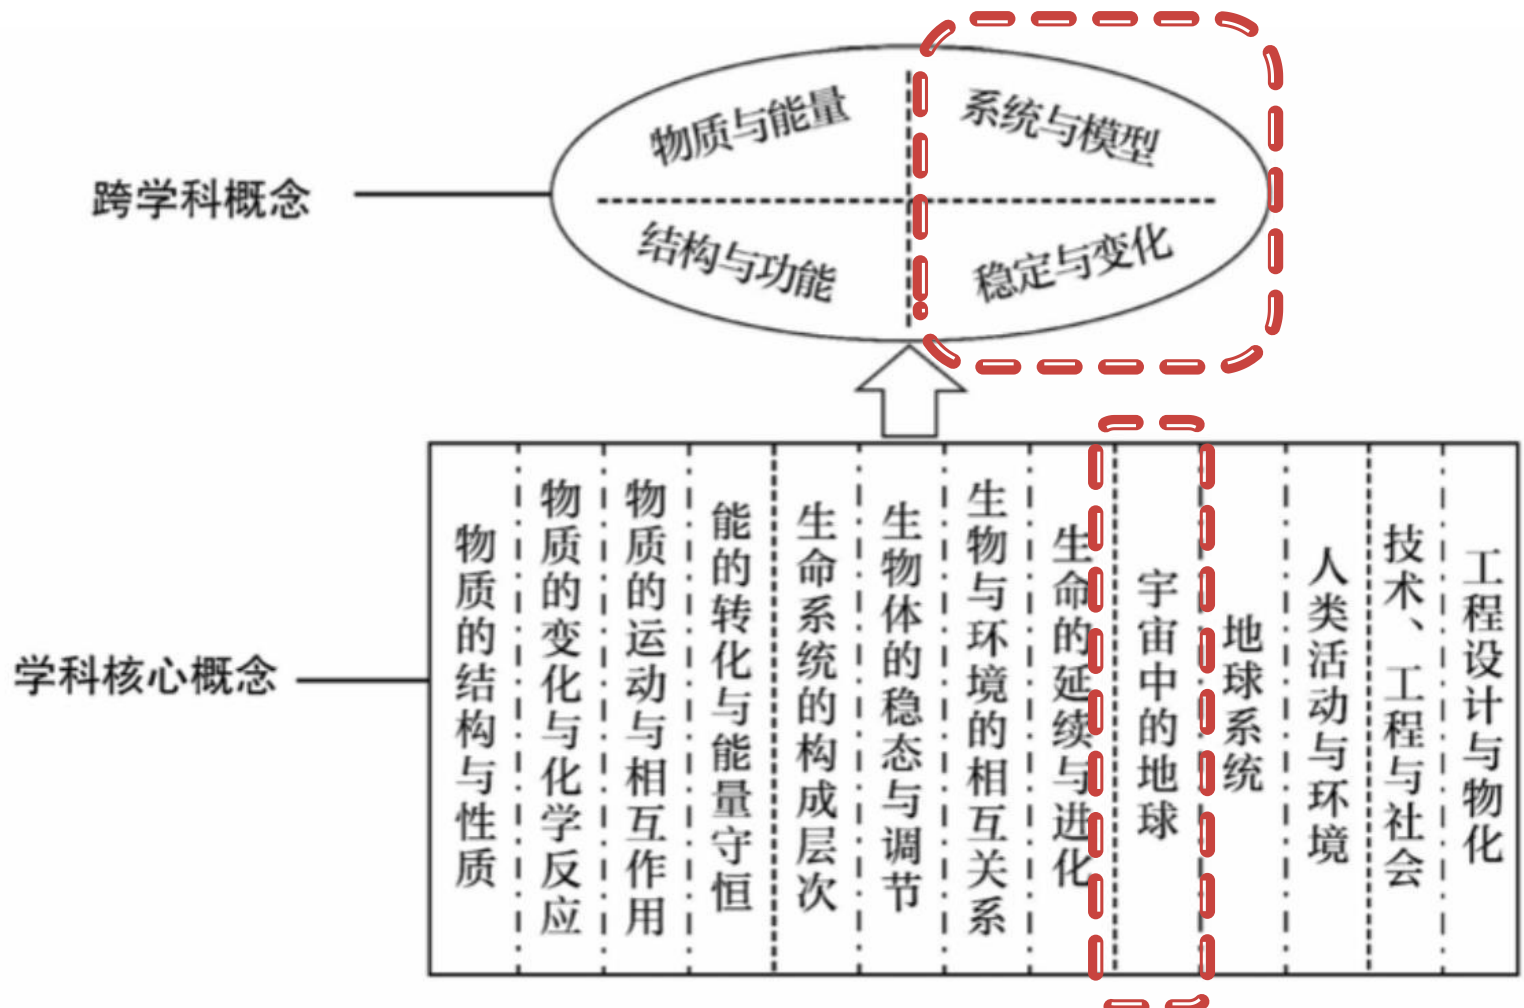 跨学科概念
物质与能量
系统与模型
结构与功能
稳定与变化
学科核心概念
物质的结构与性质
物质的变化与化学反应
物质的运动与相互作用
能的转化与能量守恒
生命系统的构成层次
生物体的稳态与调节
生物与环境的相互关系
生命的延续与进化
宇宙中的地球
地球系统
人类活动与环境
技术、工程与社会
工程设计与物化